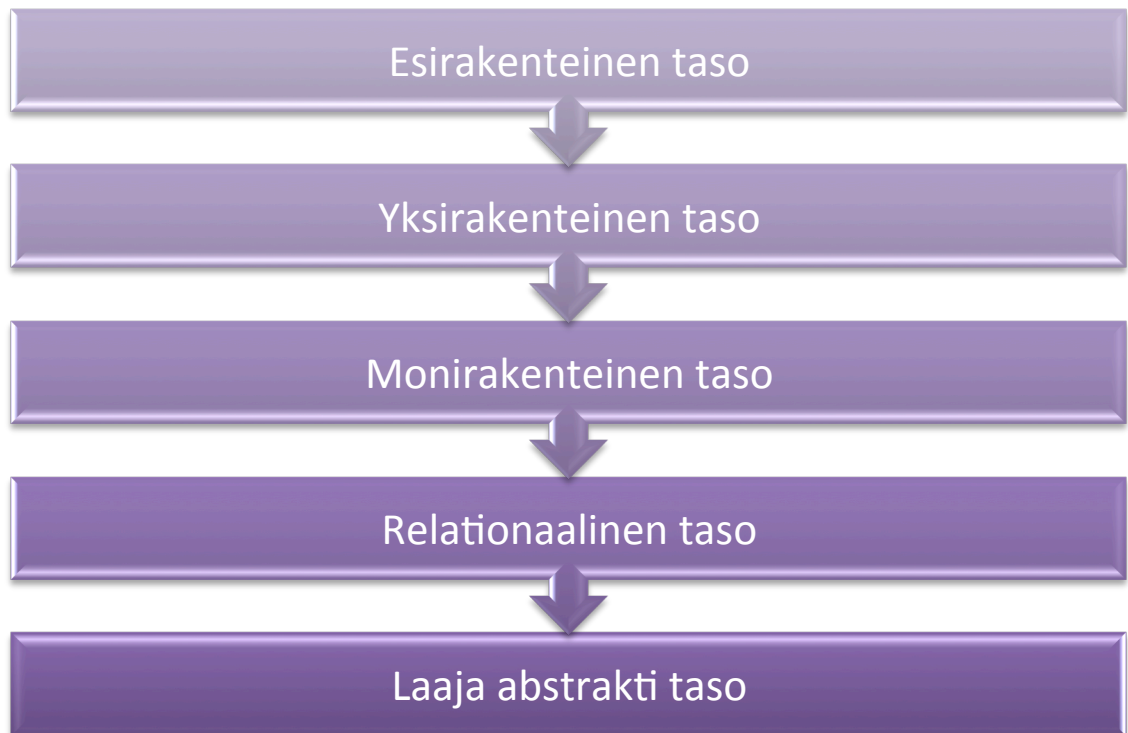 Esirakenteinen taso
Yksirakenteinen taso
Monirakenteinen taso
Relationaalinen taso
Laaja abstrakti taso